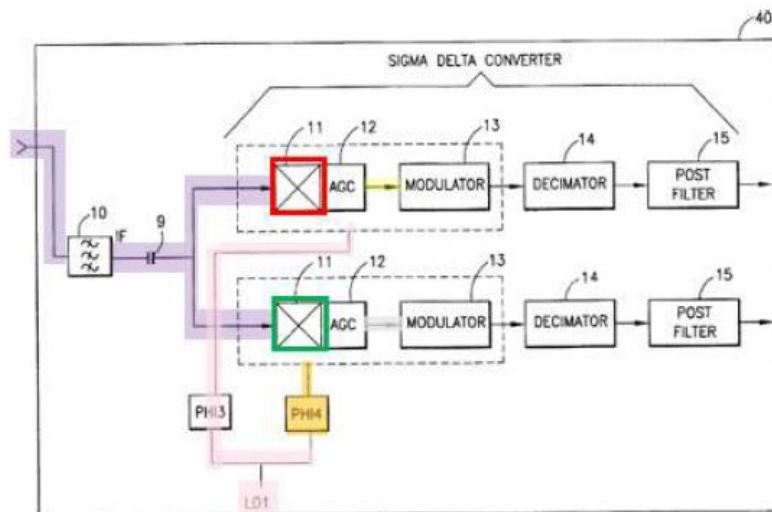 40
SIGMA DELTA CONVERTER
11
12
13
14
15
AGC
MODULATOR
DECIMATOR
POST
FILTER
10
IF
9
11
12
13
14
15
AGC
MODULATOR
DECIMATOR
POST
FILTER
PHI3
PHI4
LO1